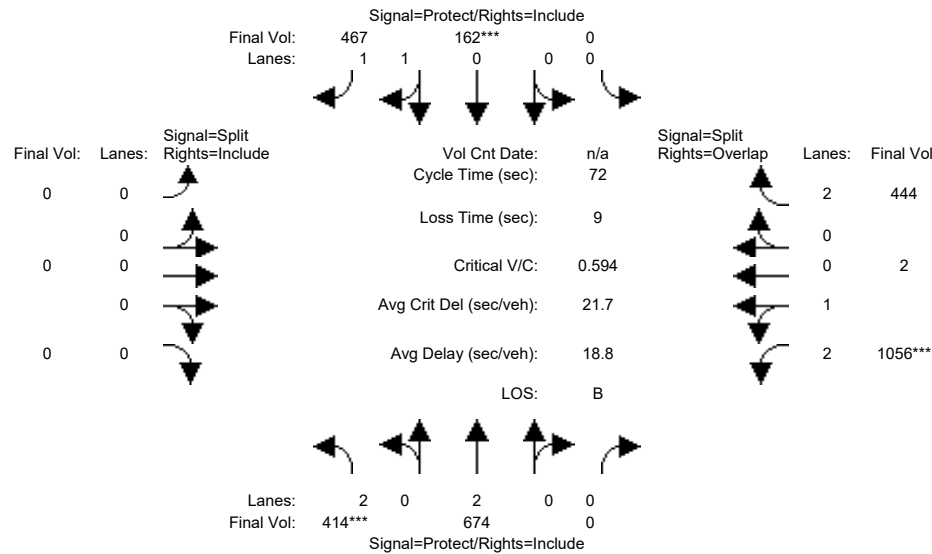 Signal=Protect/Rights=Include
Final Vol: 467 162*** 0
Lanes: 1 1 0 0 0
Signal=Split Signal=Split
Final Vol: Lanes: Rights=Include Vol Cnt Date: n/a Rights=Overlap Lanes: Final Vol
Cycle Time (sec): 72
0 0 2 444
Loss Time (sec): 9
0 0
0 0 Critical V/C: 0.594 0 2
0 Avg Crit Del (sec/veh): 21.7 1
0 0 Avg Delay (sec/veh): 18.8 2 1056***
LOS: B
Lanes: 2 0 2 0 0
Final Vol: 414*** 674 0
Signal=Protect/Rights=Include